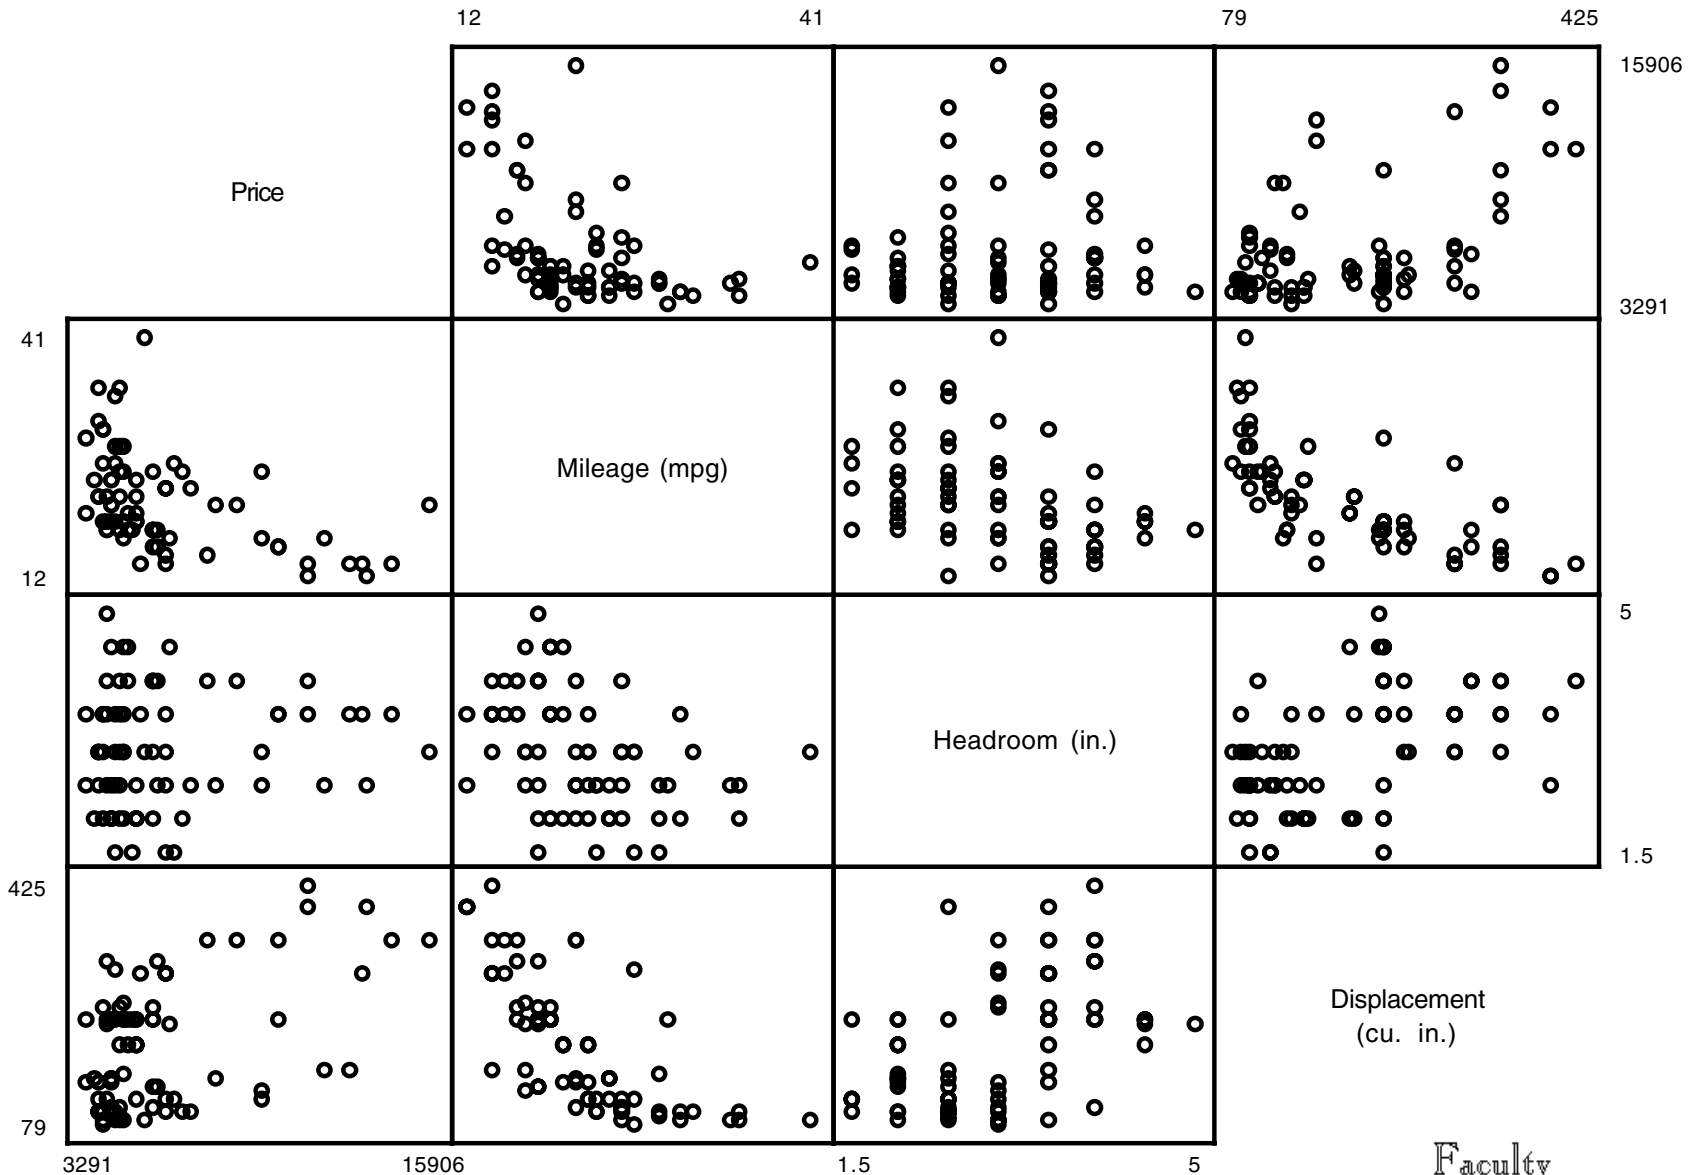 12 41 79 425
15906
Price
3291
41
Mileage (mpg)
12
5
Headroom (in.)
1.5
425
Displacement
(cu. in.)
79
3291 15906 1.5 5
Faculty